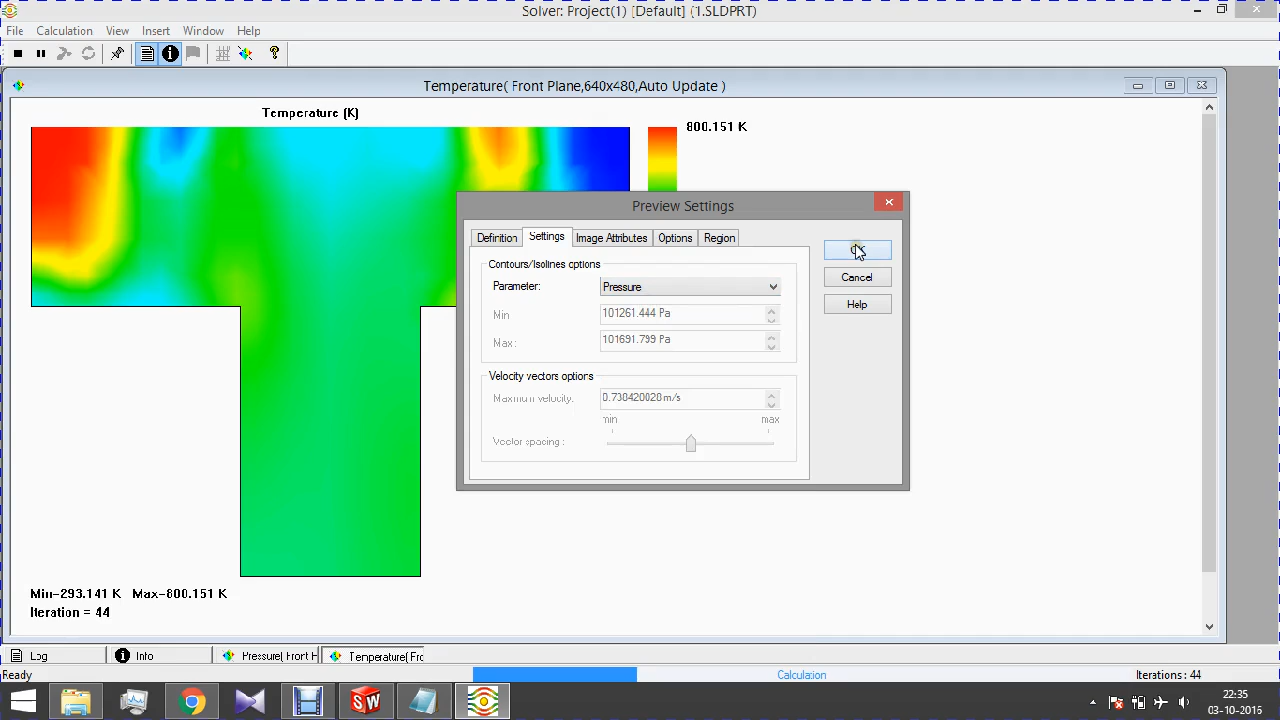 Solver: Project(1) [Default] (1.SLDPRT)
File Calculation View Insert Window Help
Temperature( Front Plane,640x480,Auto Update )
Temperature (K)
800.151 K
Preview Settings
Definition Settings Image Attributes Options Region
Contours/Isolines options
Parameter: Pressure
Min 101261.444 Pa
Max: 101691.799 Pa
Cancel
Help
Velocity vectors options
Maximum velocity: 0.730420020 m/s
min max
Vector spacing:
Min=293.141 K Max=800.151 K
Iteration = 44
Log Info Pressure( Front Temperature( Fr
Ready Calculation Iterations : 44
SW
22:35
03-10-2016